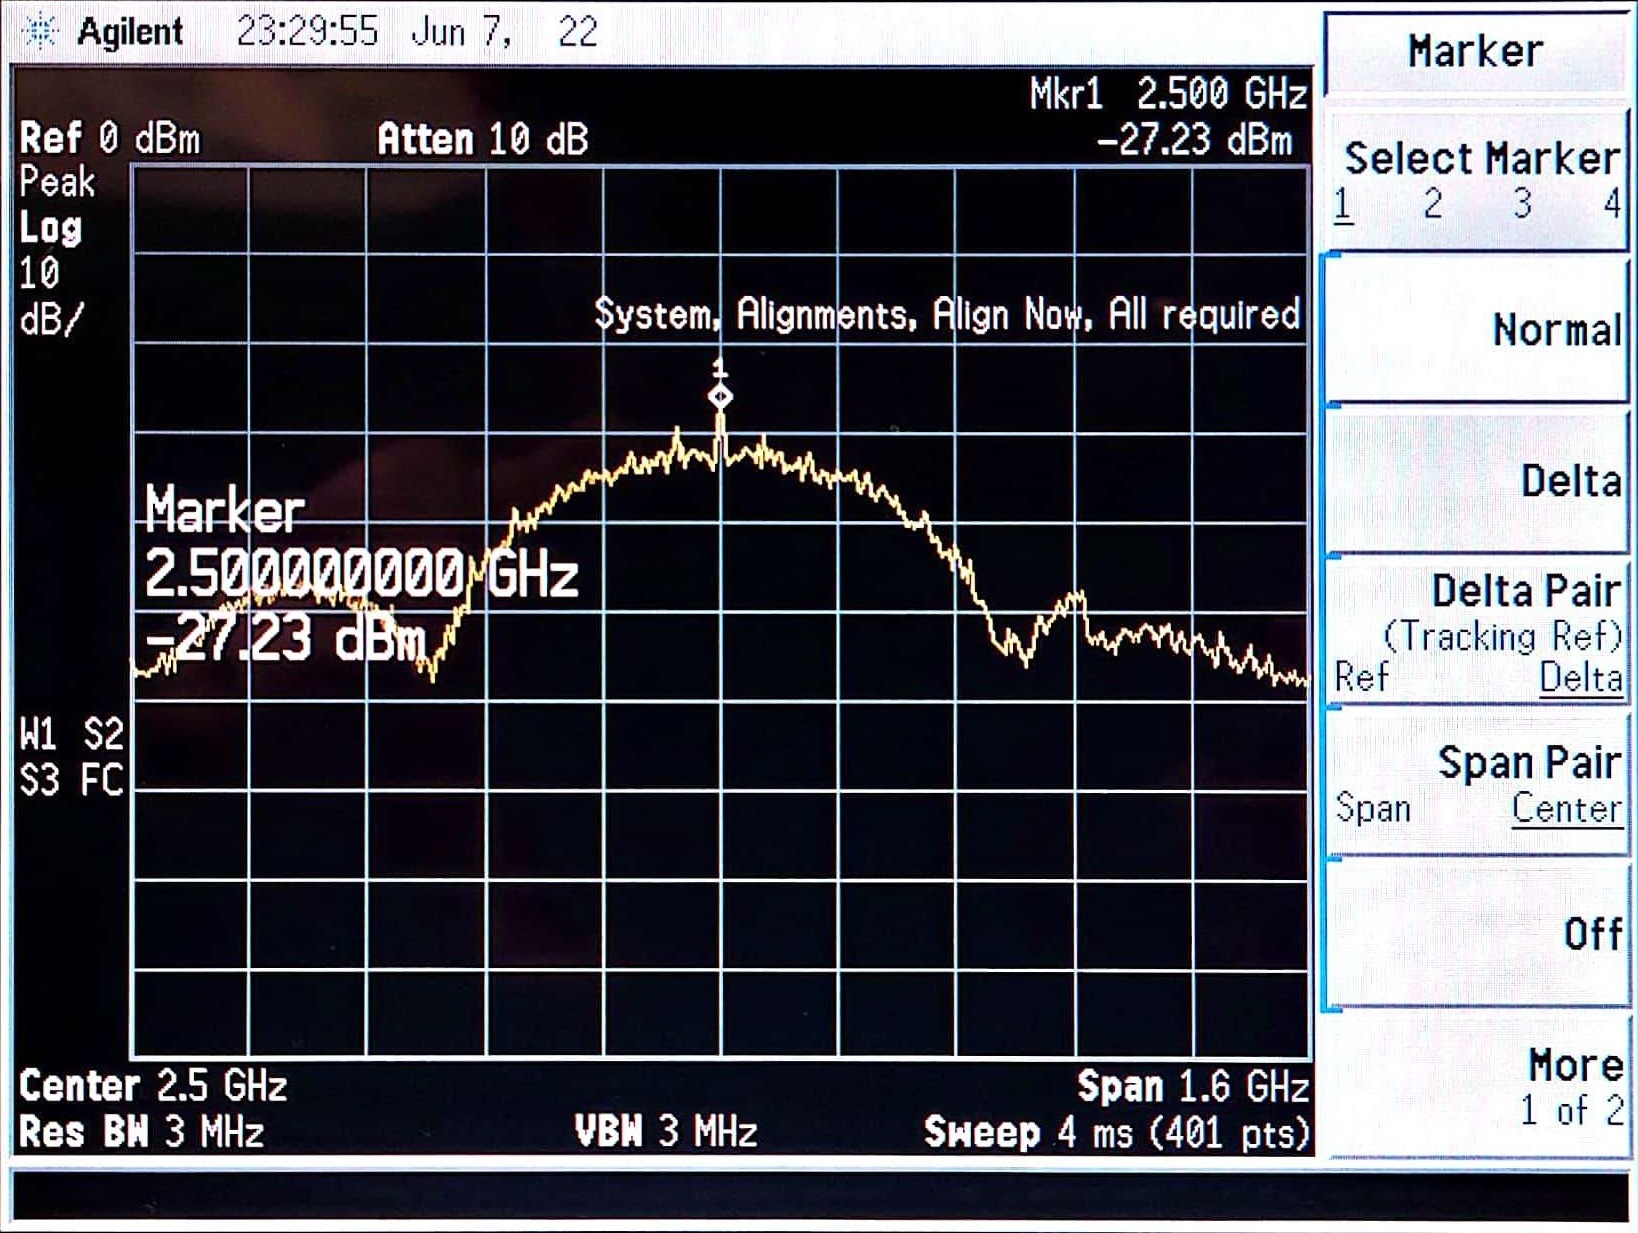 Agilent 23:29:55 Jun 7, 22
Mkr1 2.500 GHz
Ref 0 dBm Atten 10 dB -27.23 dBm
Peak
Log
10
dB/
System, Alignments, Align Now, All required
1
Marker
2.500000000 GHz
-27.23 dBm
W1 S2
S3 FC
Center 2.5 GHz Span 1.6 GHz
Res BW 3 MHz VBW 3 MHz Sweep 4 ms (401 pts)
Marker
Select Marker
1 2 3 4
Normal
Delta
Delta Pair
(Tracking Ref)
Ref Delta
Span Pair
Span Center
Off
More
1 of 2